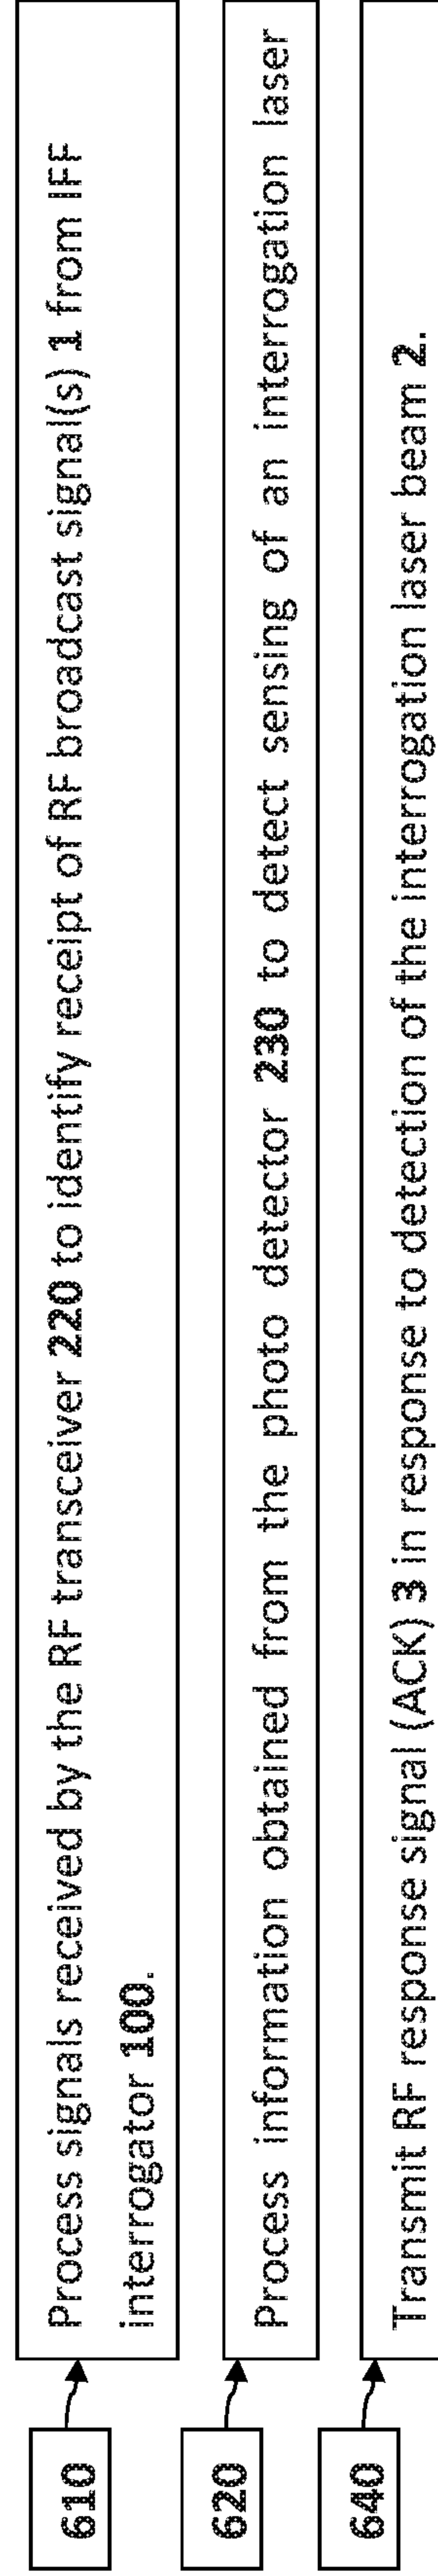 610
Process signals received by the RF transceiver 220 to identify receipt of RF broadcast signal(s) 1 from IFF
interrogator 100.
620
Process information obtained from the photo detector 230 to detect sensing of an interrogation laser
640
Transmit RF response signal (ACK) 3 in response to detection of the interrogation laser beam 2.